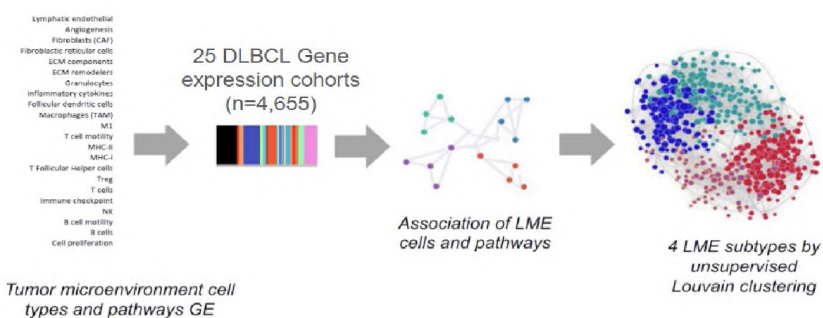 Lymphatic endothelial
Angiogenesis
Fibroblasts (CAF)
Fibroblastic reticular cells
ECM components
ECM remodelers
Granulocytes
Inflammatory cytokines
Follicular dendritic cells
Macrophages (TAM)
M1
T cell motility
MHC-II
MHC-I
T Follicular Helper cells
Treg
T cells
Immune checkpoint
NK
B cell motility
B cells
Cell proliferation
Tumor microenvironment cell
types and pathways GE
25 DLBCL Gene
expression cohorts
(n=4,655)
Association of LME
cells and pathways
4 LME subtypes by
unsupervised
Louvain clustering